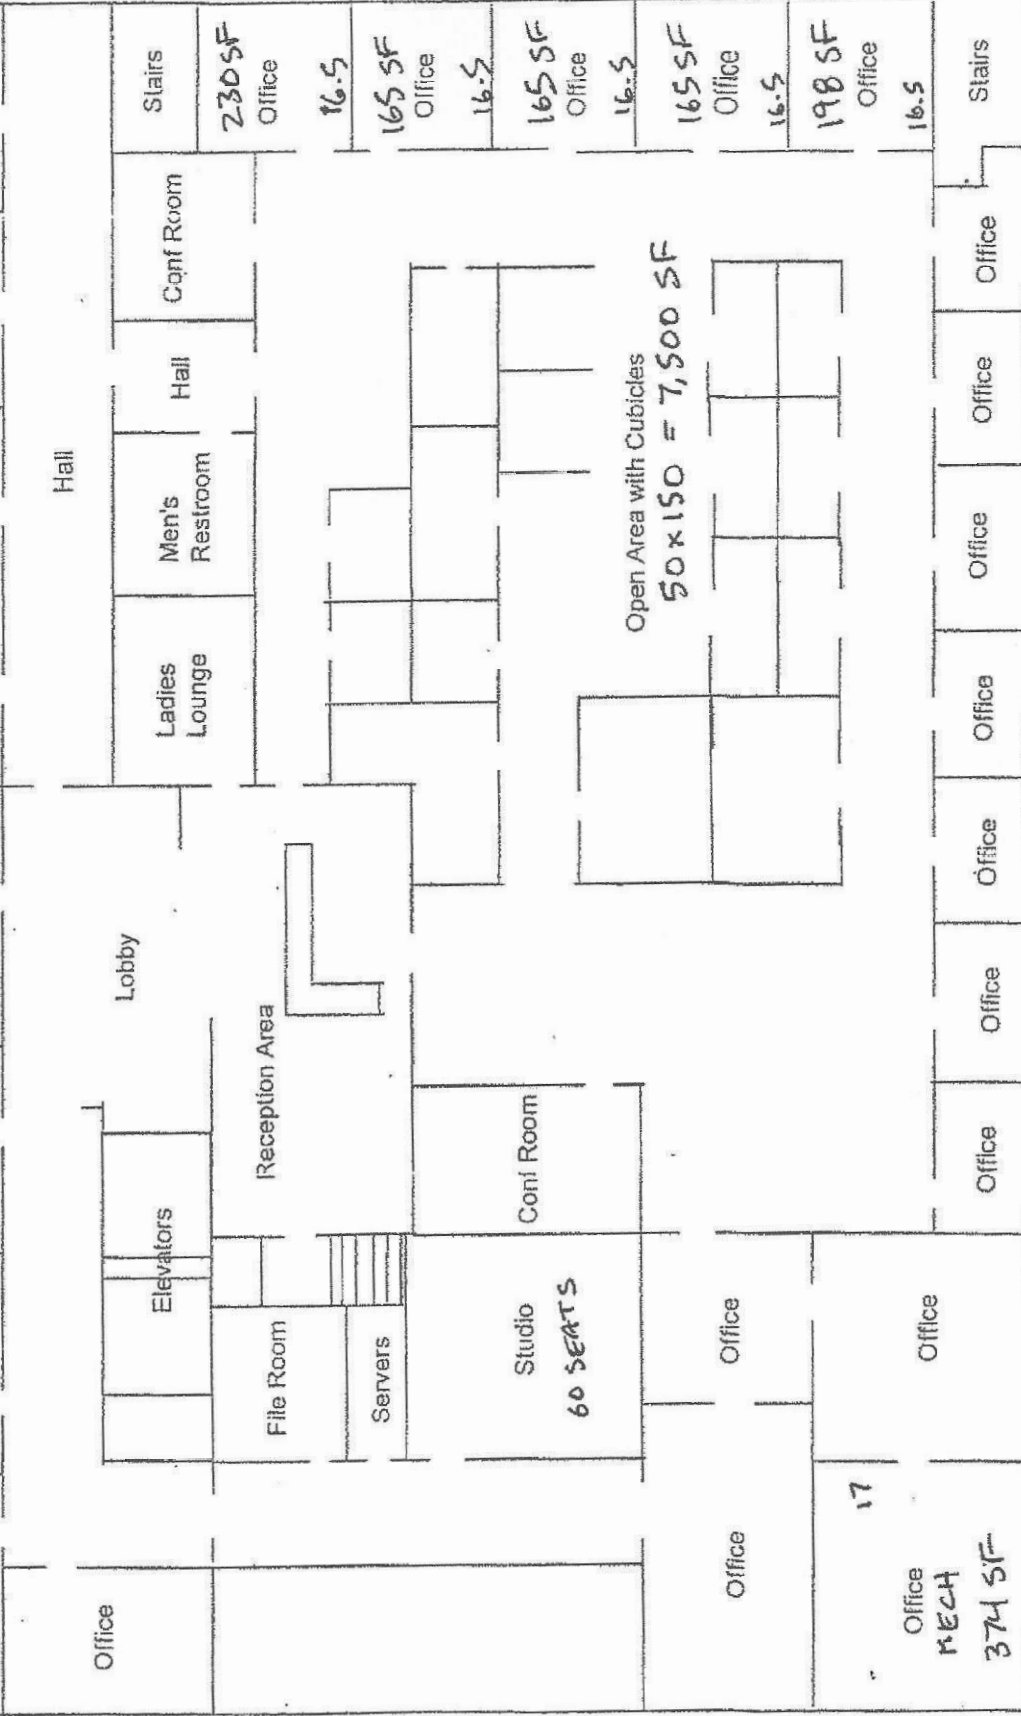 Hall
Office
Lobby
Elevators
Ladies
Lounge
Men's
Restroom
Hall
Conf Room
Stairs
230 SF
Office
16.5
Reception Area
File Room
Servers
165 SF
Office
16.5
Studio
60 SEATS
Conf Room
165 SF
Office
16.5
Open Area with Cubicles
50 x 150 = 7,500 SF
165 SF
Office
16.5
Office
Office
198 SF
Office
16.5
17
Office
MECH
374 SF
Office
Office
Office
Office
Office
Office
Office
Office
Stairs